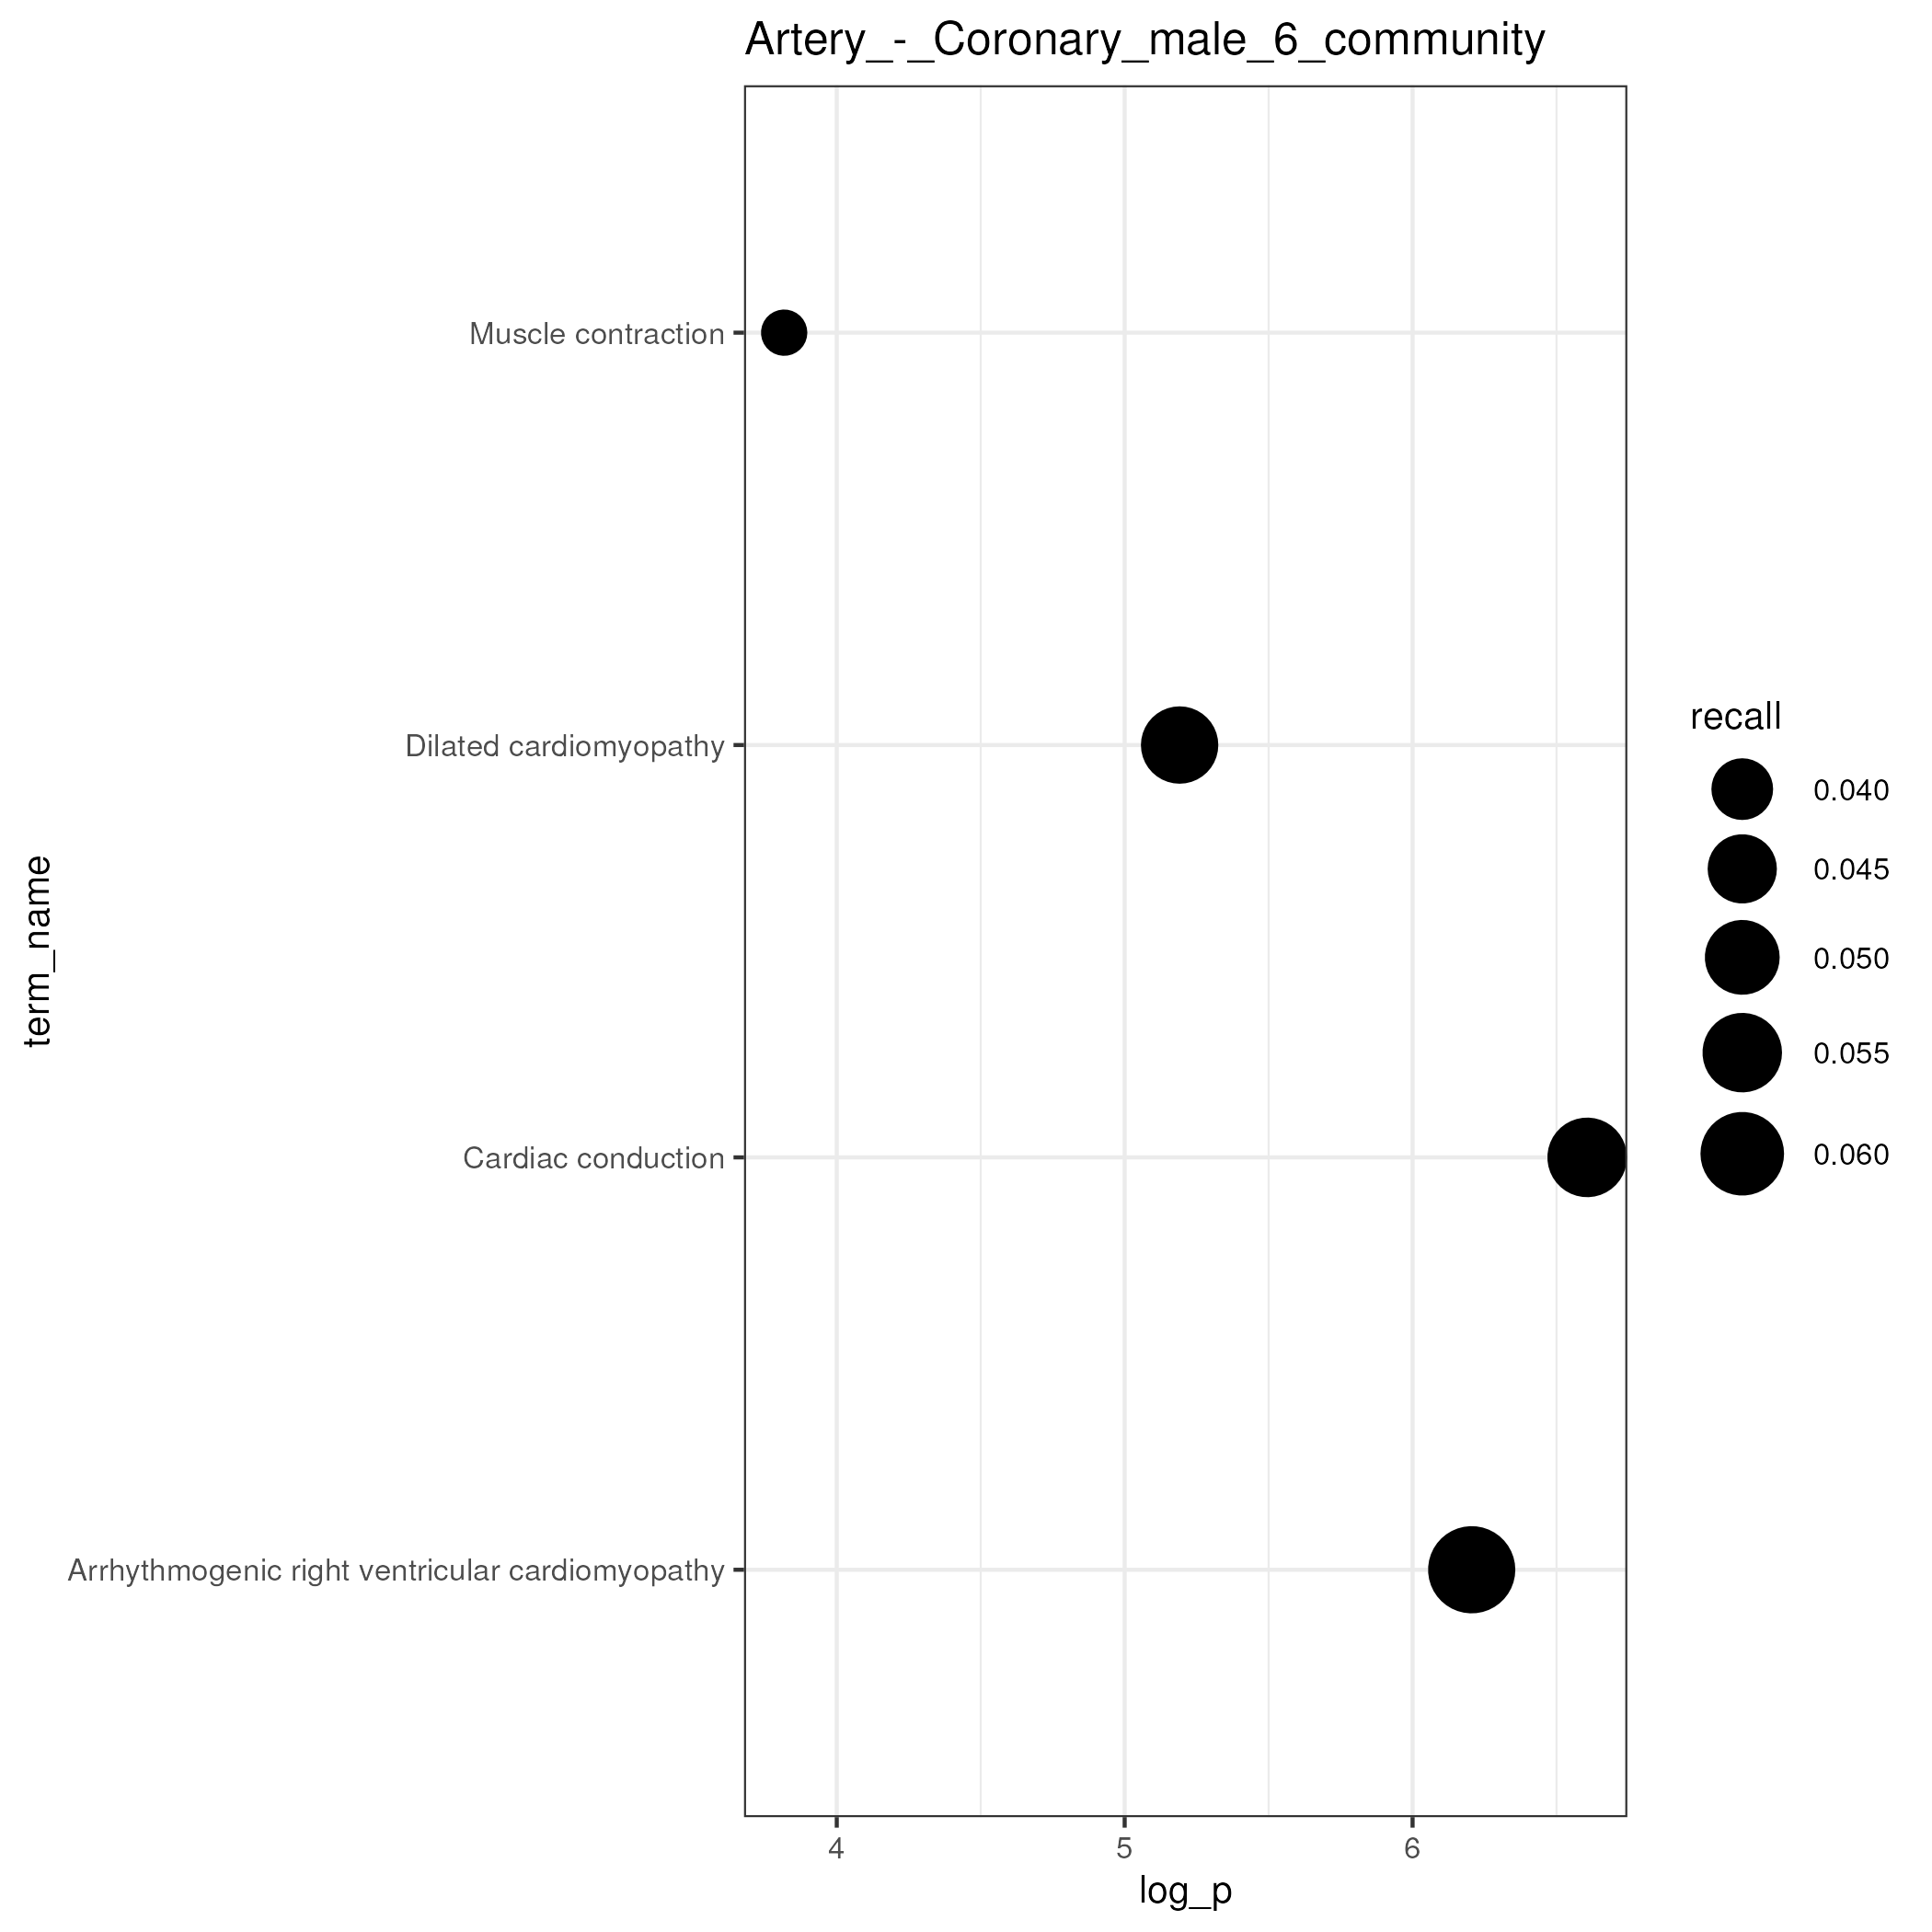 Artery_-_Coronary_male_6_community
term_name
Muscle contraction
Dilated cardiomyopathy
Cardiac conduction
Arrhythmogenic right ventricular cardiomyopathy
4 5 6
log_p
recall
0.040
0.045
0.050
0.055
0.060